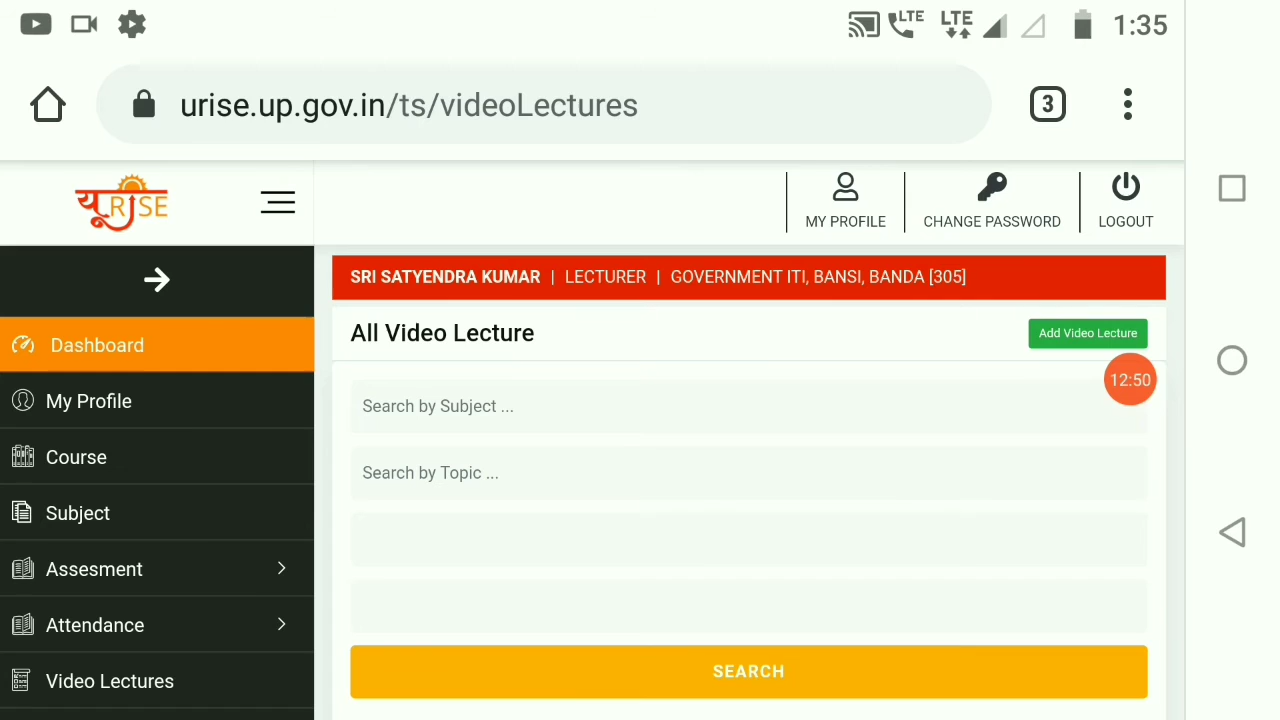 LTE LTE 1:35
urise.up.gov.in/ts/videoLectures 3
यूRISE
MY PROFILE CHANGE PASSWORD LOGOUT
SRI SATYENDRA KUMAR | LECTURER | GOVERNMENT ITI, BANSI, BANDA [305]
Dashboard
My Profile
Course
Subject
Assesment
Attendance
Video Lectures
All Video Lecture
Add Video Lecture
12:50
Search by Subject ...
Search by Topic ...
SEARCH